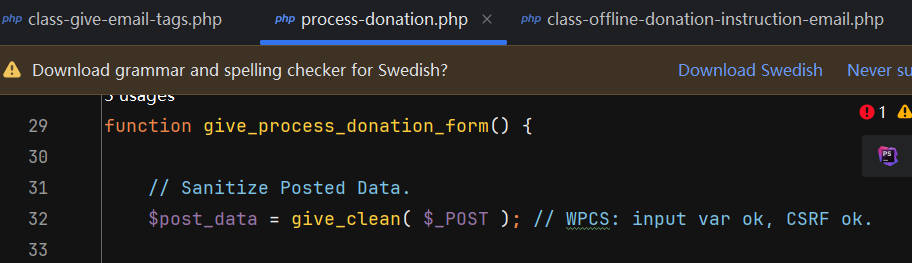 class-give-email-tags.php process-donation.php class-offline-donation-instruction-email.php
Download grammar and spelling checker for Swedish? Download Swedish Never su
usages
1
29 function give_process_donation_form() {
30
31 // Sanitize Posted Data.
32 $post_data = give_clean( $_POST ); // WPCS: input var ok, CSRF ok.
33